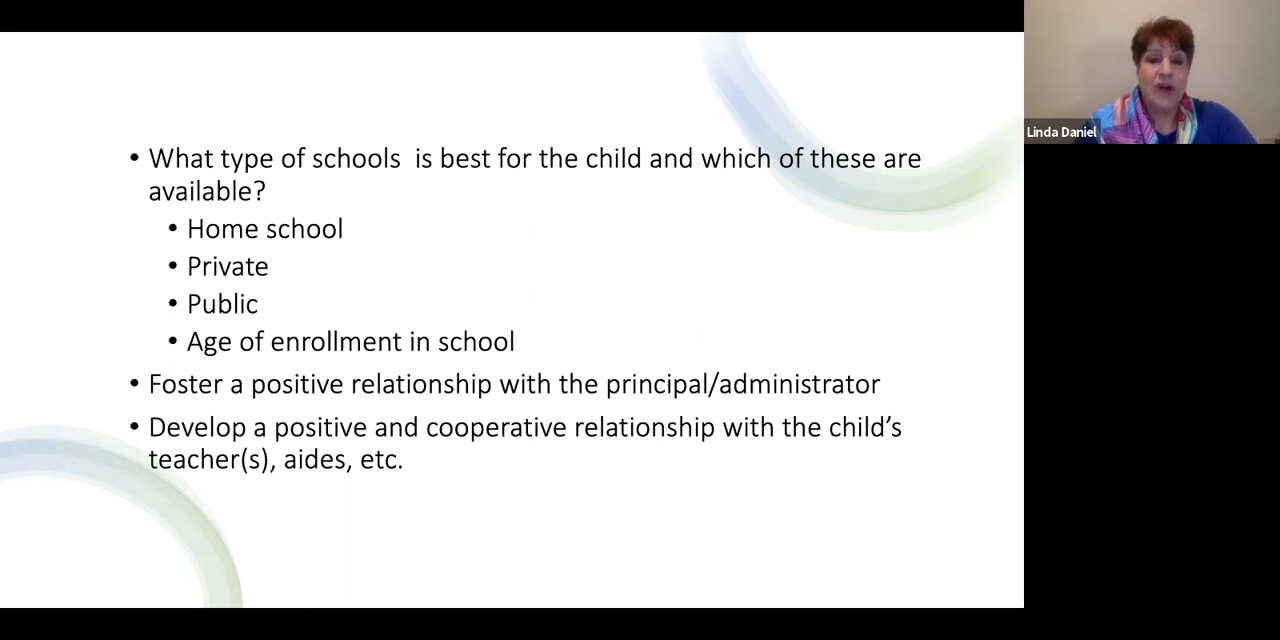 • What type of schools  is best for the child and which of these are
available?
• Home school
• Private
• Public
• Age of enrollment in school
• Foster a positive relationship with the principal/administrator
• Develop a positive and cooperative relationship with the child’s
teacher(s), aides, etc.
Linda Daniel